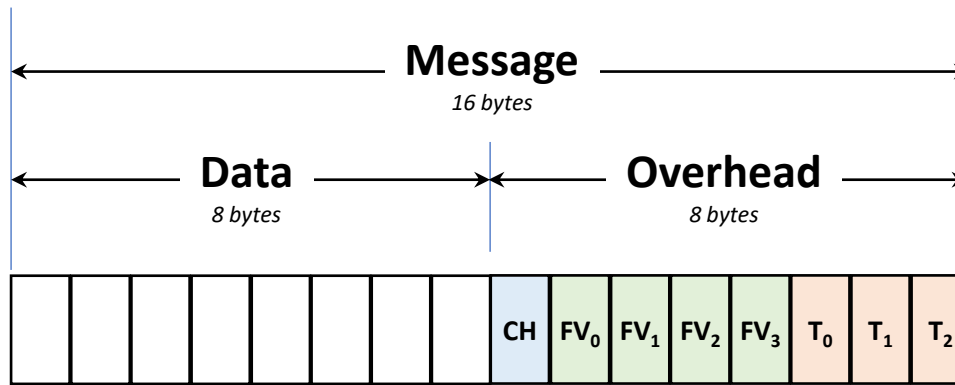 Message
16 bytes
Data Overhead
8 bytes 8 bytes
CH FV₀ FV₁ FV₂ FV₃ T₀ T₁ T₂